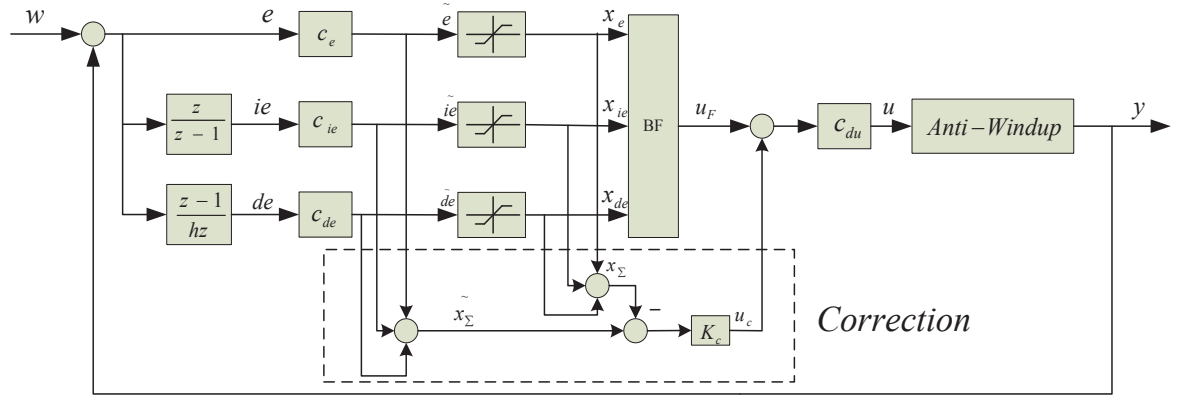 w
e
c_e
ẽ
x_e
z / z − 1
ie
c_ie
ĩe
x_ie
BF
u_F
c_du
u
Anti − Windup
y
z − 1 / hz
de
c_de
d̃e
x_de
x_Σ
x̃_Σ
−
K_c
u_c
Correction